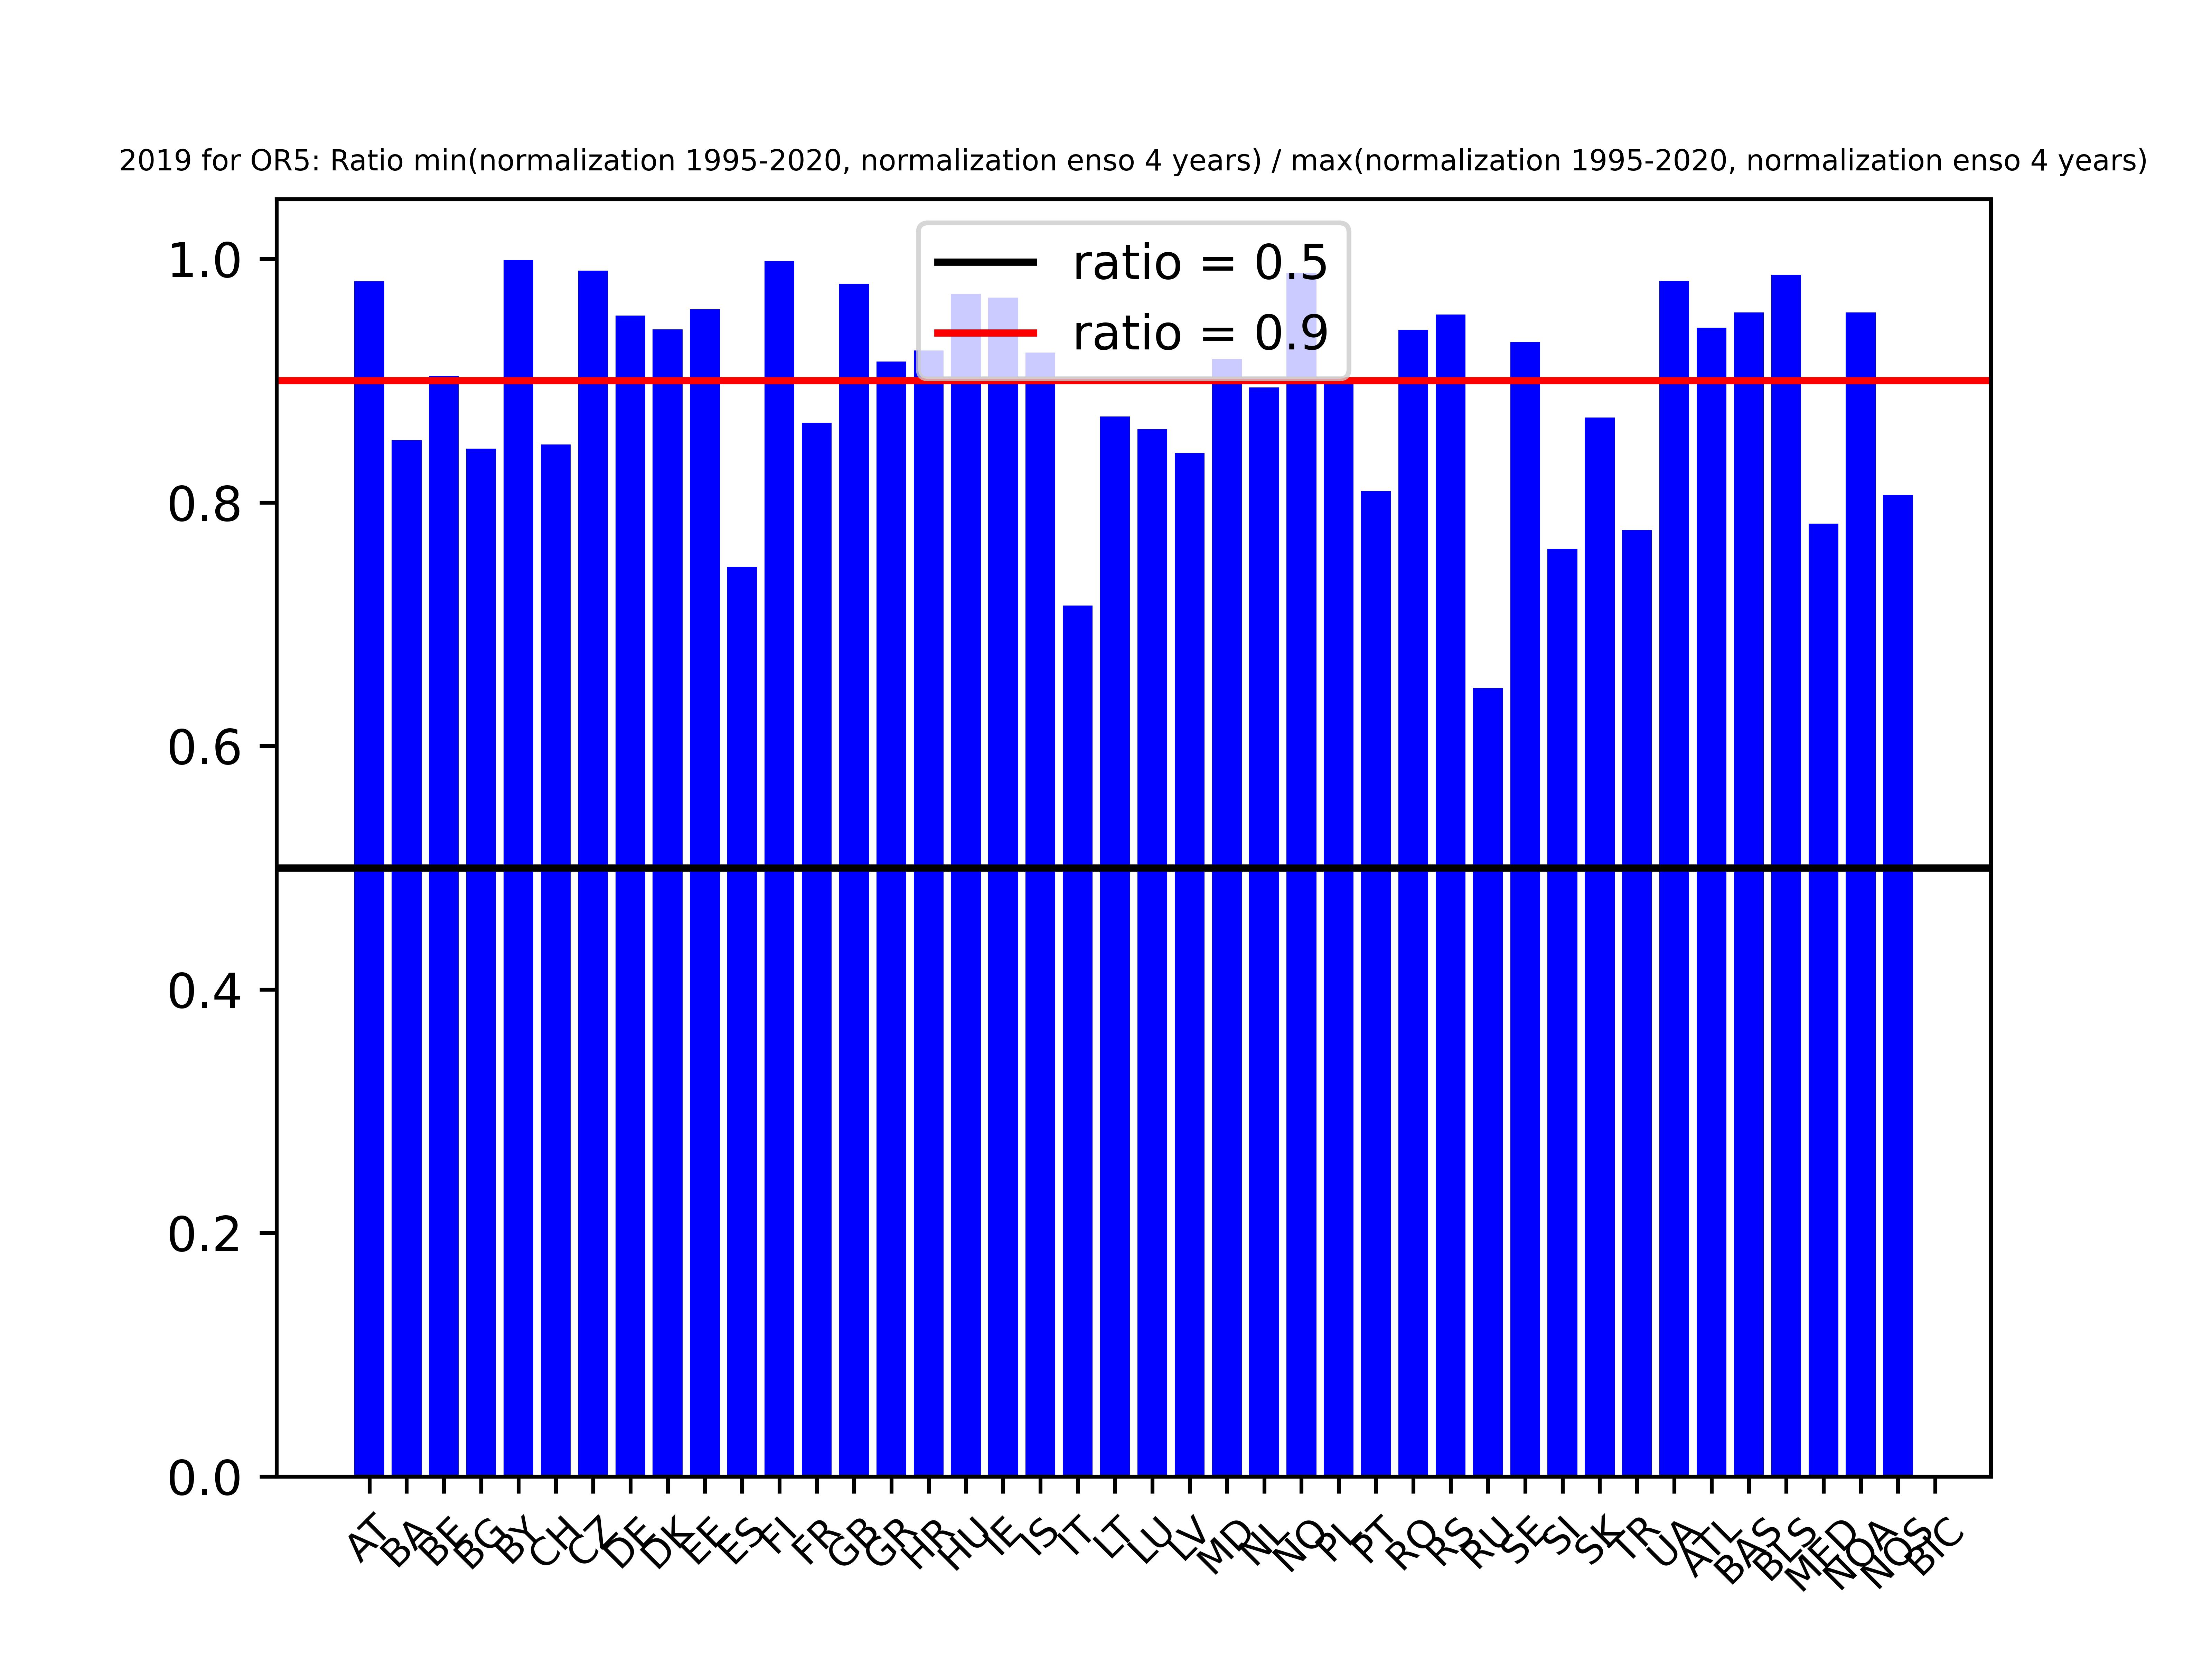 2019 for OR5: Ratio min(normalization 1995-2020, normalization enso 4 years) / max(normalization 1995-2020, normalization enso 4 years)
ratio = 0.5
ratio = 0.9
1.0
0.8
0.6
0.4
0.2
0.0
AT BA BE BG BY CH CZ DE DK EE ES FI FR GB GR HR HU IE IS IT LT LU LV MD NL NO PL PT RO RS RU SE SI SK TR UA ATL BAS BLS MED NOA NOS BIC